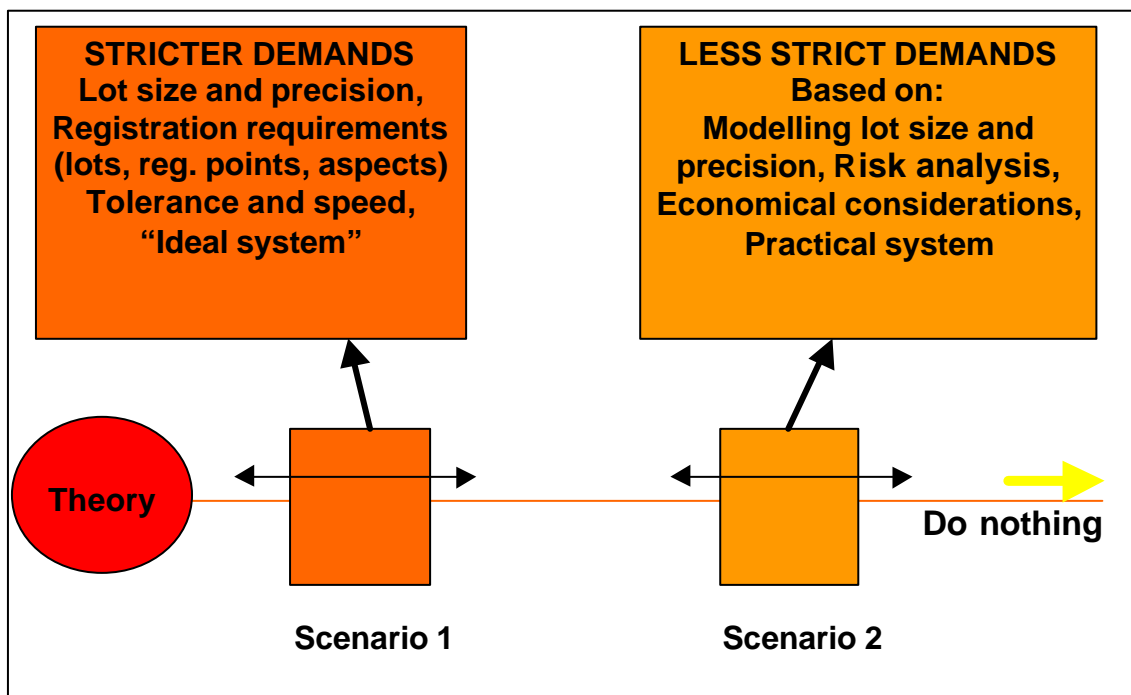 STRICTER DEMANDS
Lot size and precision,
Registration requirements
(lots, reg. points, aspects)
Tolerance and speed,
“Ideal system”
LESS STRICT DEMANDS
Based on:
Modelling lot size and
precision, Risk analysis,
Economical considerations,
Practical system
Theory
Do nothing
Scenario 1
Scenario 2